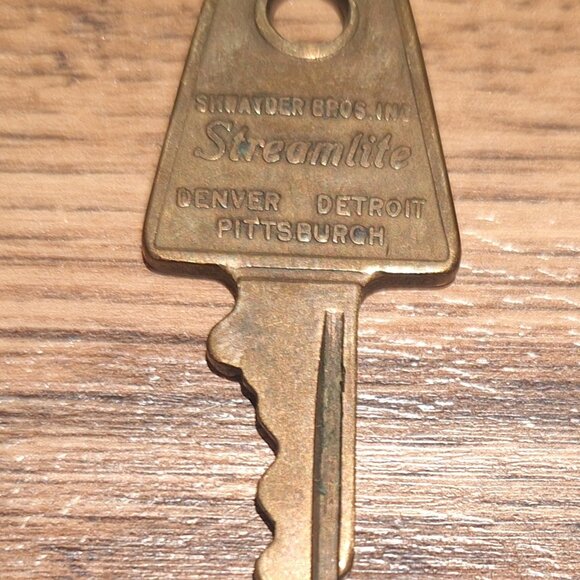 SHWAYDER BROS. INC
Streamlite
DENVER DETROIT
PITTSBURGH